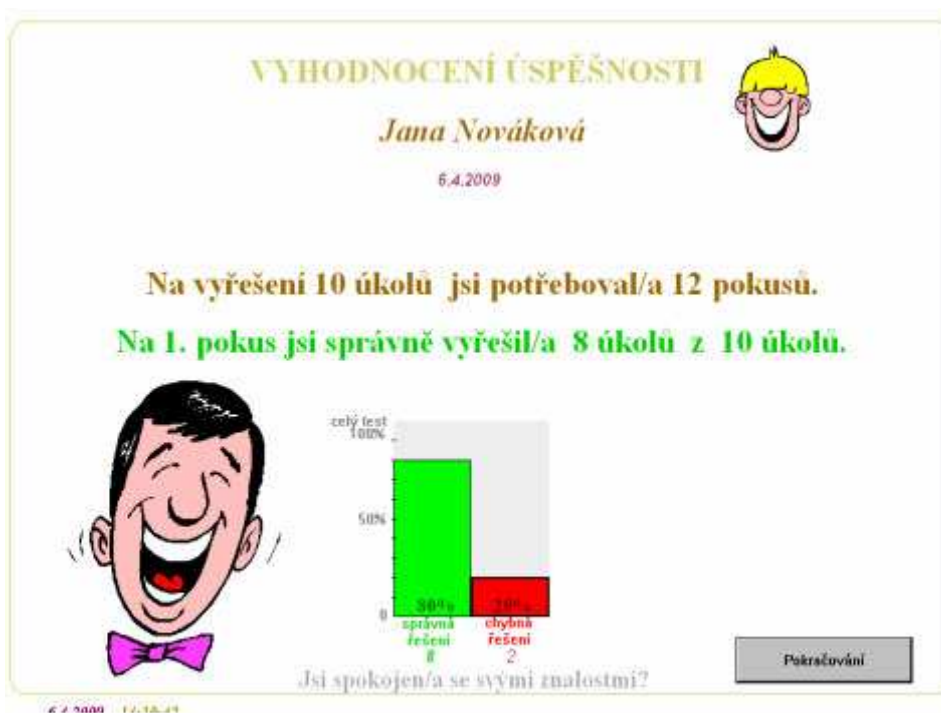 VYHODNOCENÍ ÚSPĚŠNOSTI
Jana Nováková
6.4.2009
Na vyřešení 10 úkolů jsi potřeboval/a 12 pokusů.
Na 1. pokus jsi správně vyřešil/a 8 úkolů z 10 úkolů.
celý test
100%
50%
0
80% 20%
správná chybná
řešení řešení
8 2
Pokračování
Jsi spokojen/a se svými znalostmi?
6.4.2009